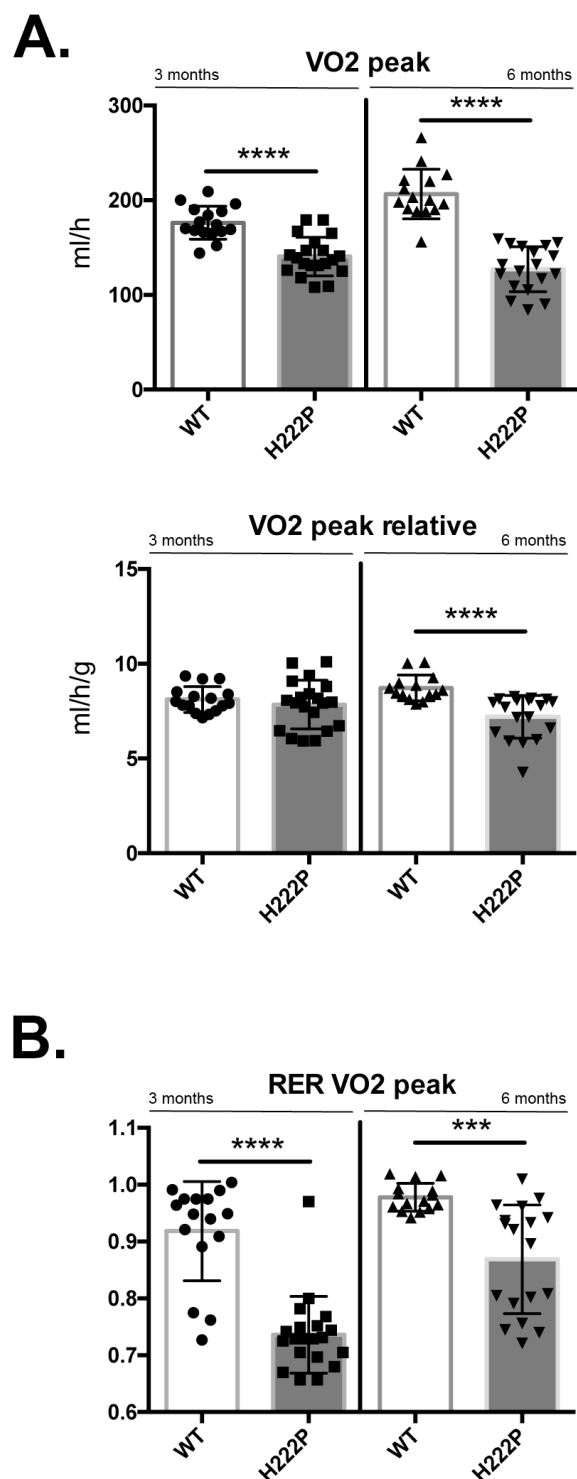 A.
VO2 peak
3 months 6 months
**** ****
300
200
100
0
ml/h
WT H222P WT H222P
VO2 peak relative
3 months 6 months
****
15
10
5
0
ml/h/g
WT H222P WT H222P
B.
RER VO2 peak
3 months 6 months
**** ***
1.1
1.0
0.9
0.8
0.7
0.6
WT H222P WT H222P